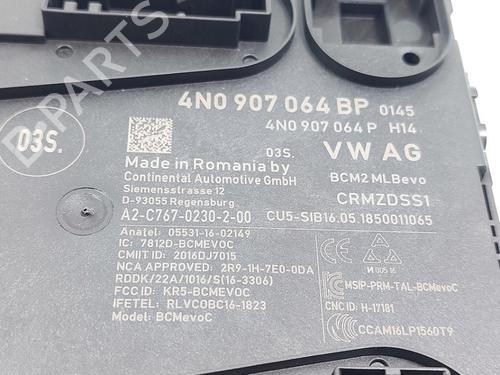 4N0 907 064 BP 0145
4N0 907 064 P H14
03S.
03S. VW AG
Made in Romania by
Continental Automotive GmbH
Siemensstrasse 12
D-93055 Regensburg
BCM2 MLBevo
CRMZDSS1
A2-C767-0230-2-00 CU5-SIB16.05.1850011065
Anatel: 05531-16-02149
IC: 7812D-BCMEVOC
CMIIT ID: 2016DJ7015
NCA APPROVED: 2R9-1H-7E0-0DA
RDDK/22A/1016/S(16-3306)
FCC ID: KR5-BCMEVOC
IFETEL: RLVCOBC16-1823
Model: BCMevoC
И 005 16
MSIP-PRM-TAL-BCMevoC
CNC ID: H-17181
CCAM16LP1560T9
B-PARTS